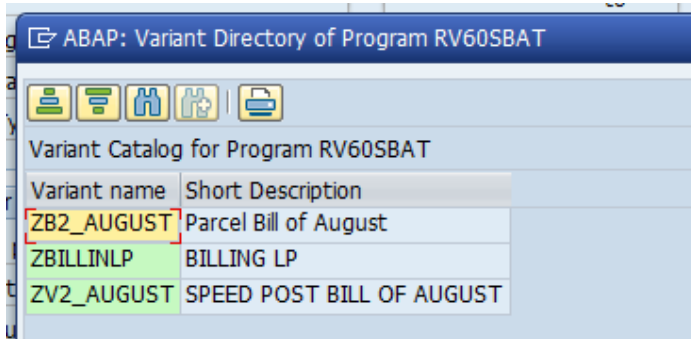 ABAP: Variant Directory of Program RV60SBAT
Variant Catalog for Program RV60SBAT
Variant name Short Description
ZB2_AUGUST Parcel Bill of August
ZBILLINLP BILLING LP
ZV2_AUGUST SPEED POST BILL OF AUGUST